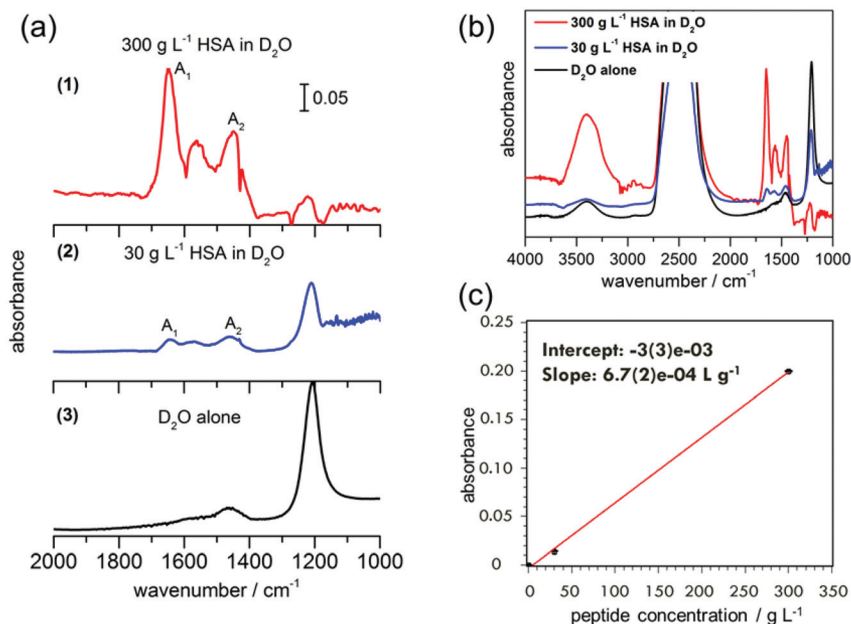 (a)
300 g L⁻¹ HSA in D₂O
(1)
A₁
A₂
0.05
(2)
30 g L⁻¹ HSA in D₂O
A₁
A₂
absorbance
(3)
D₂O alone
2000 1800 1600 1400 1200 1000
wavenumber / cm⁻¹
(b)
300 g L⁻¹ HSA in D₂O
30 g L⁻¹ HSA in D₂O
D₂O alone
absorbance
4000 3500 3000 2500 2000 1500 1000
wavenumber / cm⁻¹
(c)
0.25
0.20
0.15
0.10
0.05
0
Intercept: -3(3)e-03
Slope: 6.7(2)e-04 L g⁻¹
absorbance
0 50 100 150 200 250 300 350
peptide concentration / g L⁻¹